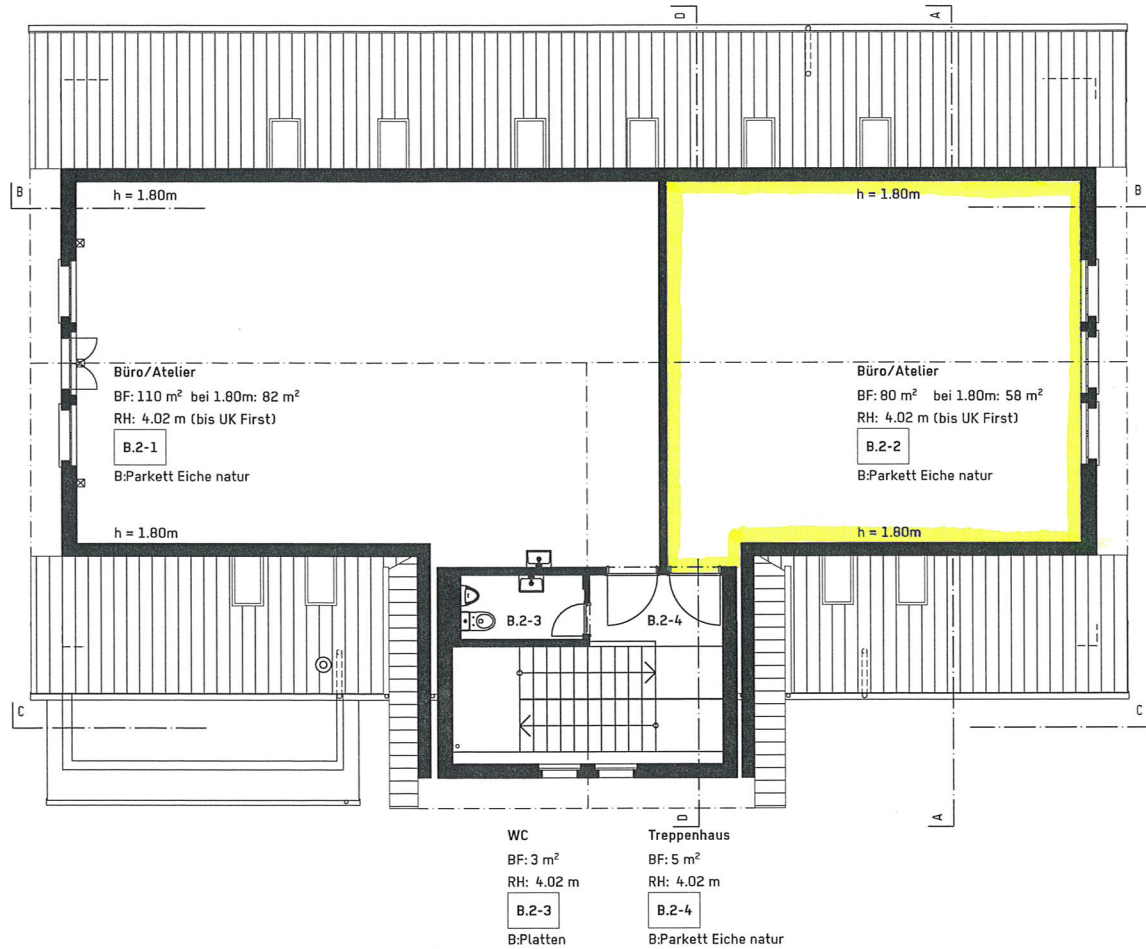 D
A
B
h = 1.80m
h = 1.80m
B
Büro/Atelier
BF: 110 m² bei 1.80m: 82 m²
RH: 4.02 m (bis UK First)
B.2-1
B:Parkett Eiche natur
Büro/Atelier
BF: 80 m² bei 1.80m: 58 m²
RH: 4.02 m (bis UK First)
B.2-2
B:Parkett Eiche natur
h = 1.80m
h = 1.80m
B.2-3
B.2-4
C
C
D
A
WC
BF: 3 m²
RH: 4.02 m
B.2-3
B:Platten
Treppenhaus
BF: 5 m²
RH: 4.02 m
B.2-4
B:Parkett Eiche natur